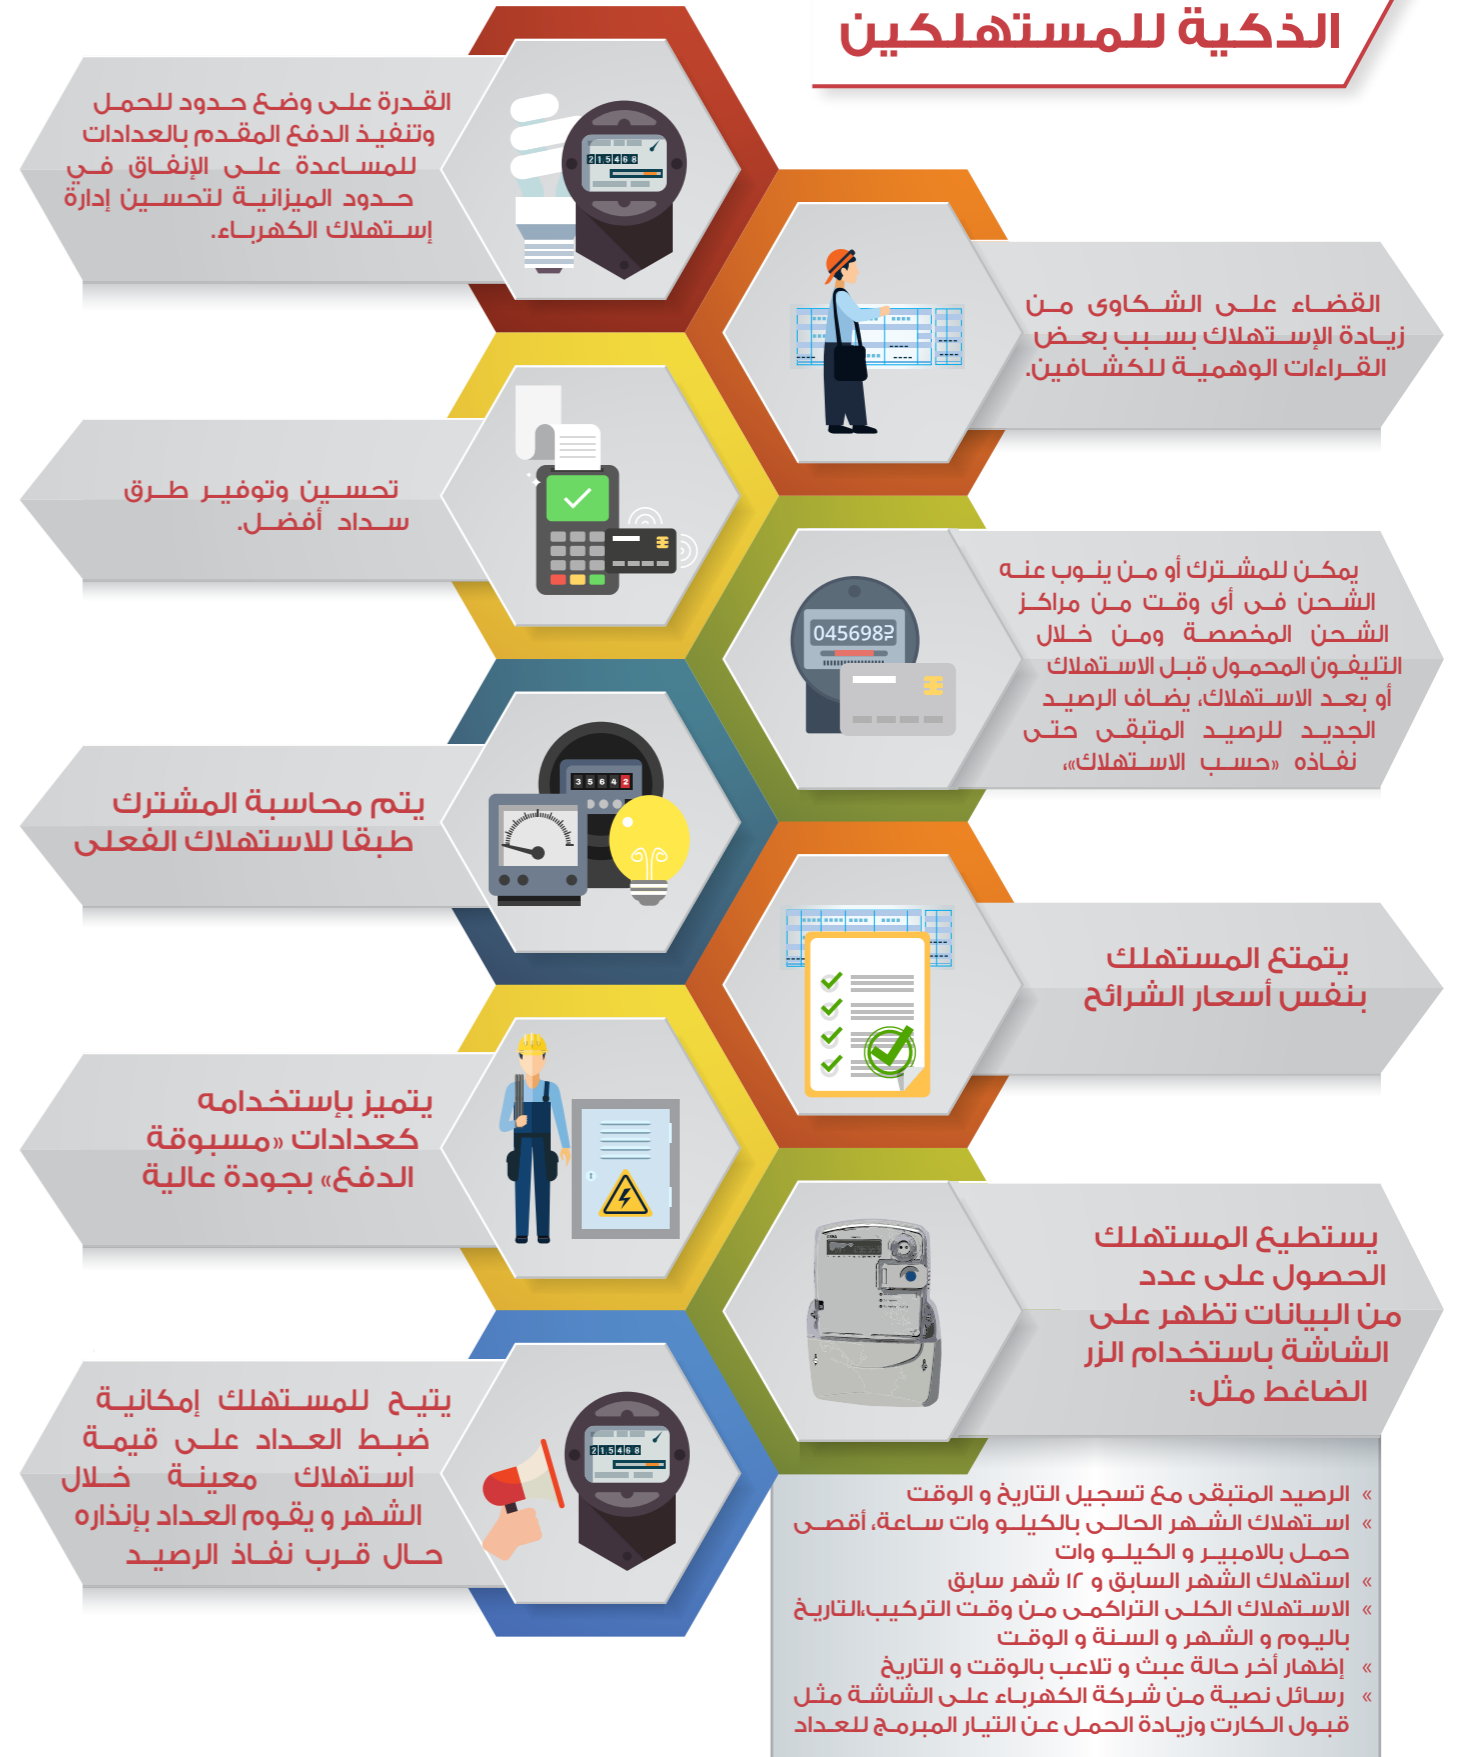 الذكية للمستهلكين
القدرة على وضع حدود للحمل
وتنفيذ الدفع المقدم بالعدادات
للمساعدة على الإنفاق في
حدود الميزانية لتحسين إدارة
إستهلاك الكهرباء.
215468
القضاء على الشكاوى من
زيادة الإستهلاك بسبب بعض
القراءات الوهمية للكشافين.
تحسين وتوفير طرق
سداد أفضل.
يمكن للمشترك أو من ينوب عنه
الشحن فى أى وقت من مراكز
الشحن المخصصة ومن خلال
التليفون المحمول قبل الاستهلاك
أو بعد الاستهلاك، يضاف الرصيد
الجديد للرصيد المتبقى حتى
نفاذه «حسب الاستهلاك»،
045698
يتم محاسبة المشترك
طبقا للاستهلاك الفعلى
35642
يتمتع المستهلك
بنفس أسعار الشرائح
يتميز بإستخدامه
كعدادات «مسبوقة
الدفع» بجودة عالية
يستطيع المستهلك
الحصول على عدد
من البيانات تظهر على
الشاشة باستخدام الزر
الضاغط مثل:
» الرصيد المتبقى مع تسجيل التاريخ و الوقت
» استهلاك الشهر الحالى بالكيلو وات ساعة، أقصى
حمل بالامبير و الكيلو وات
» استهلاك الشهر السابق و ١٢ شهر سابق
» الاستهلاك الكلى التراكمى من وقت التركيب،التاريخ
باليوم و الشهر و السنة و الوقت
» إظهار أخر حالة عبث و تلاعب بالوقت و التاريخ
» رسائل نصية من شركة الكهرباء على الشاشة مثل
قبول الكارت وزيادة الحمل عن التيار المبرمج للعداد
يتيح للمستهلك إمكانية
ضبط العداد على قيمة
استهلاك معينة خلال
الشهر و يقوم العداد بإنذاره
حال قرب نفاذ الرصيد
215468